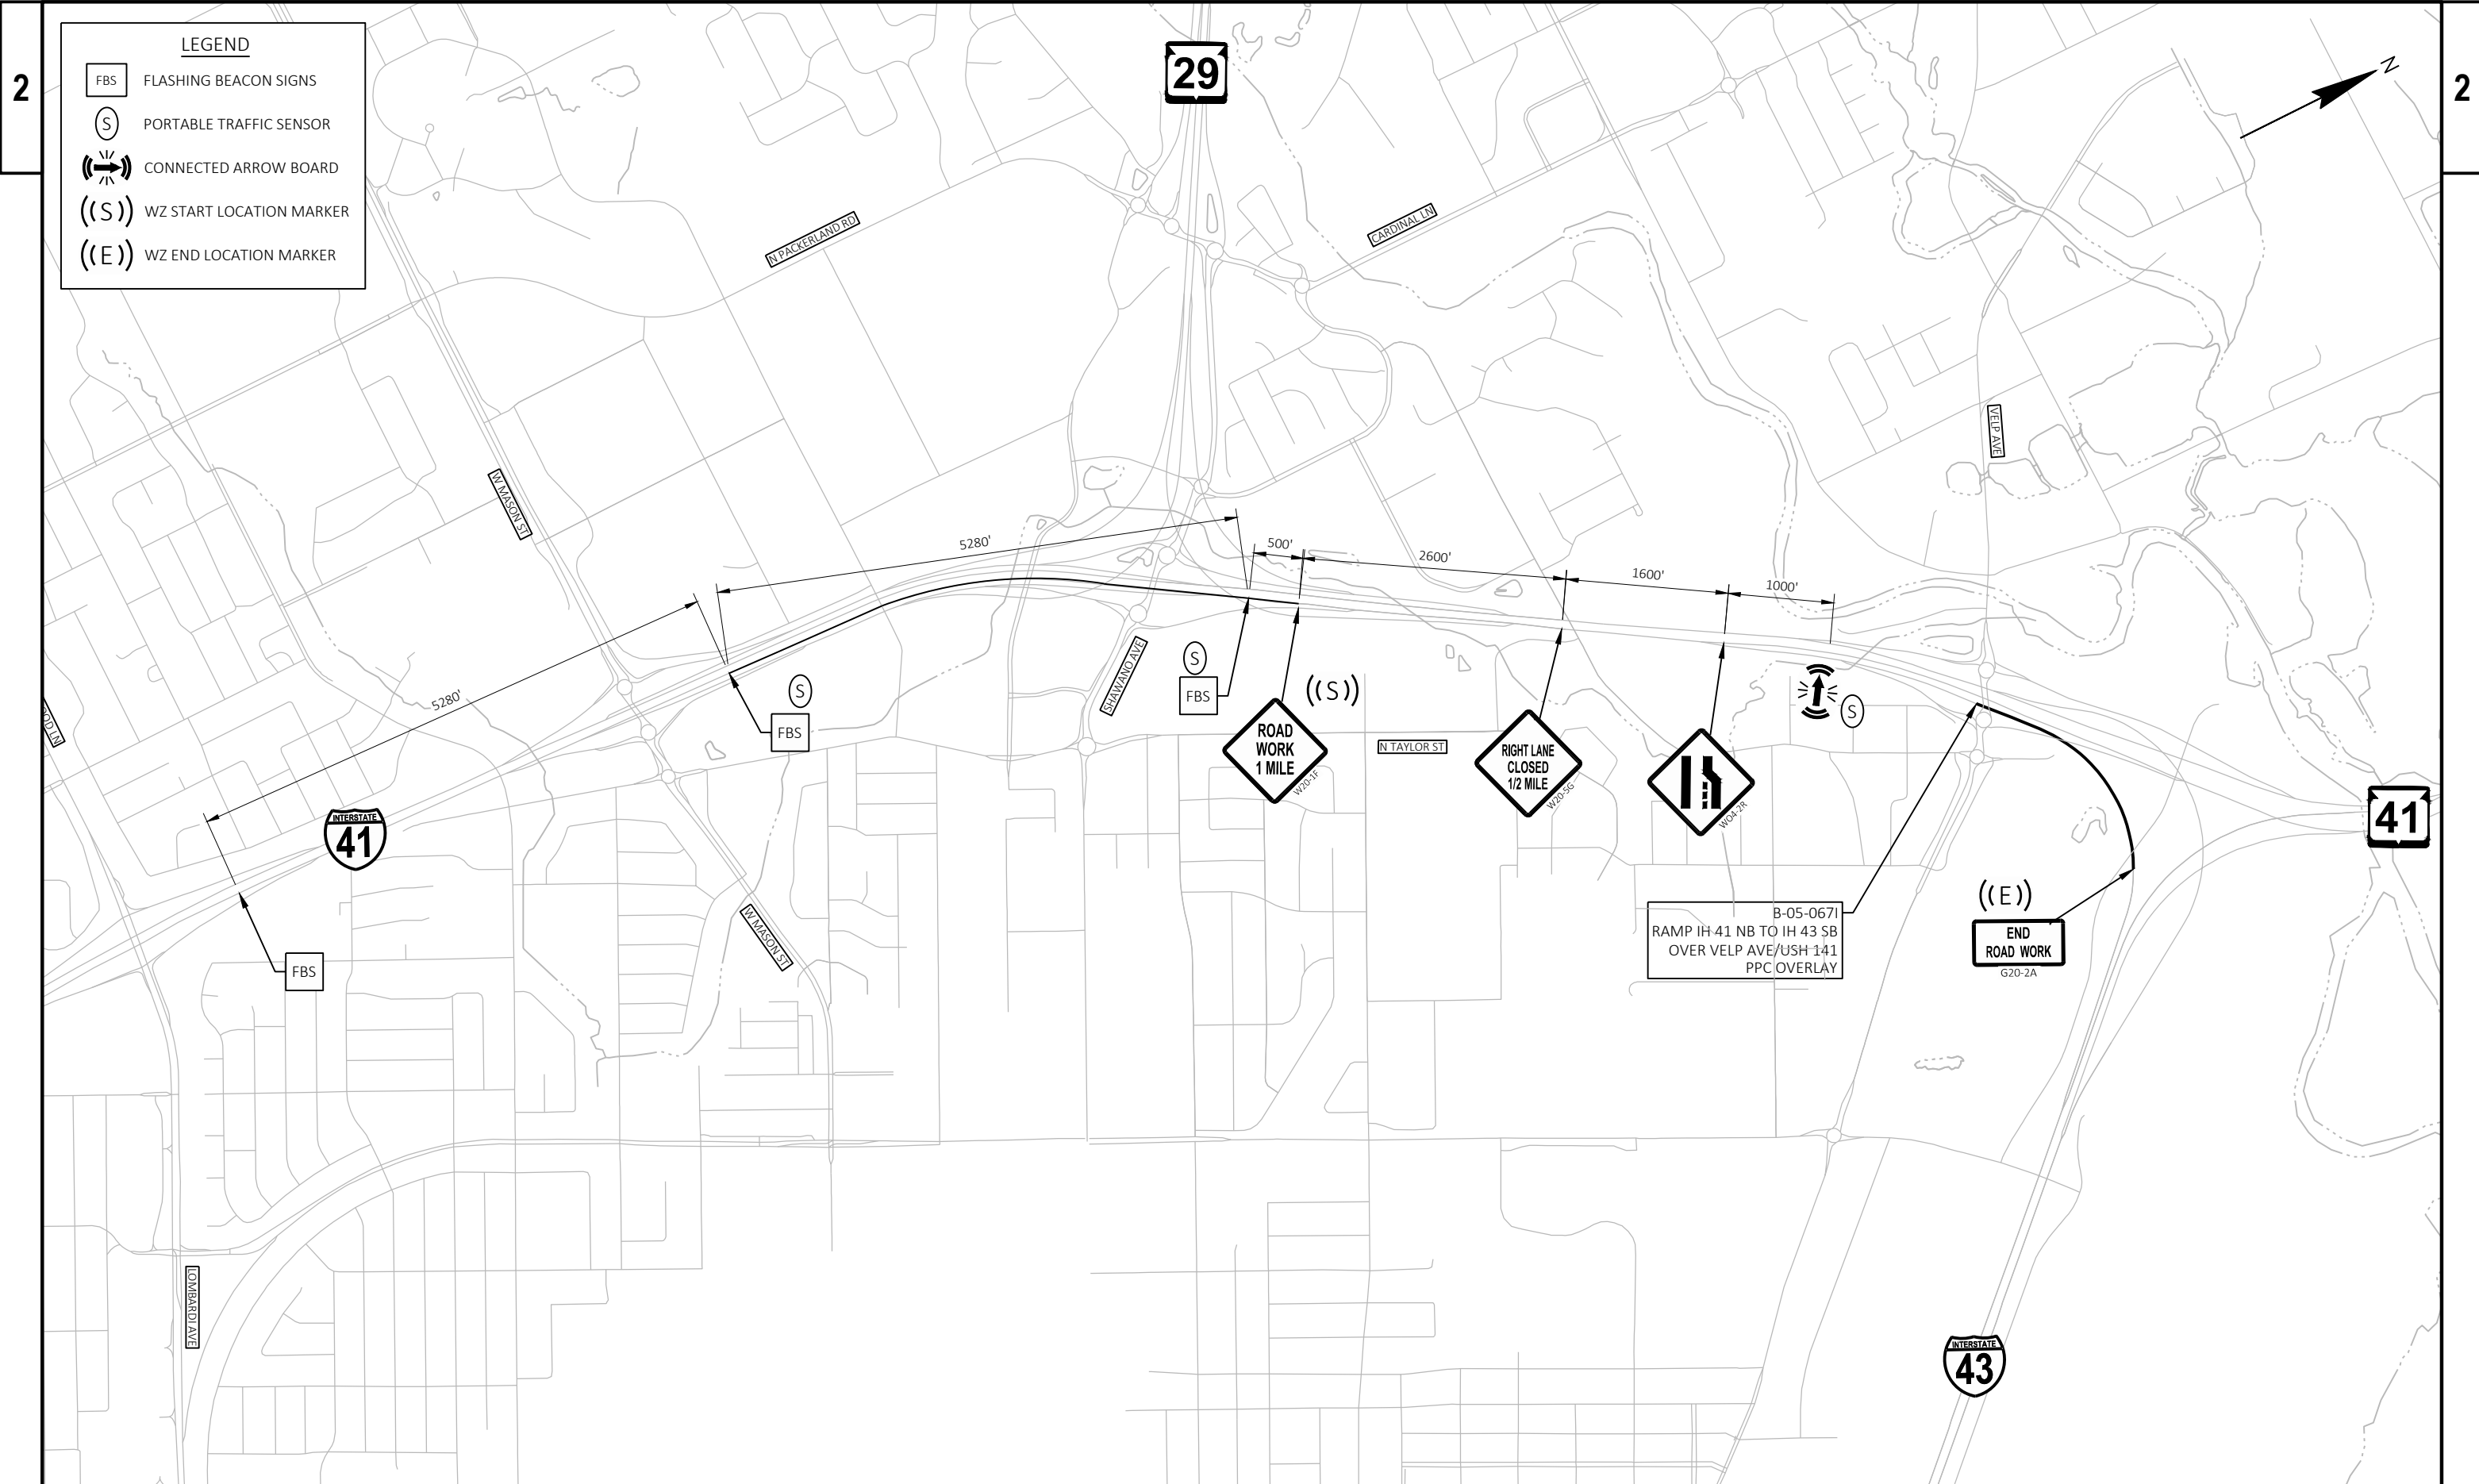 2
2
LEGEND
FBS FLASHING BEACON SIGNS
S PORTABLE TRAFFIC SENSOR
CONNECTED ARROW BOARD
((S)) WZ START LOCATION MARKER
((E)) WZ END LOCATION MARKER
29
N
N PACKERLAND RD
CARDINAL LN
VELP AVE
W MASON ST
5280'
500'
2600'
1600'
1000'
5280'
SHAWANO AVE
S
FBS
S
FBS
((S))
ROAD
WORK
1 MILE
W20-1F
N TAYLOR ST
RIGHT LANE
CLOSED
1/2 MILE
W20-5G
WO4-2R
S
INTERSTATE
41
41
W MASON ST
FBS
B-05-067I
RAMP IH 41 NB TO IH 43 SB
OVER VELP AVE/USH 141
PPC OVERLAY
((E))
END
ROAD WORK
G20-2A
LOMBARDI AVE
INTERSTATE
43